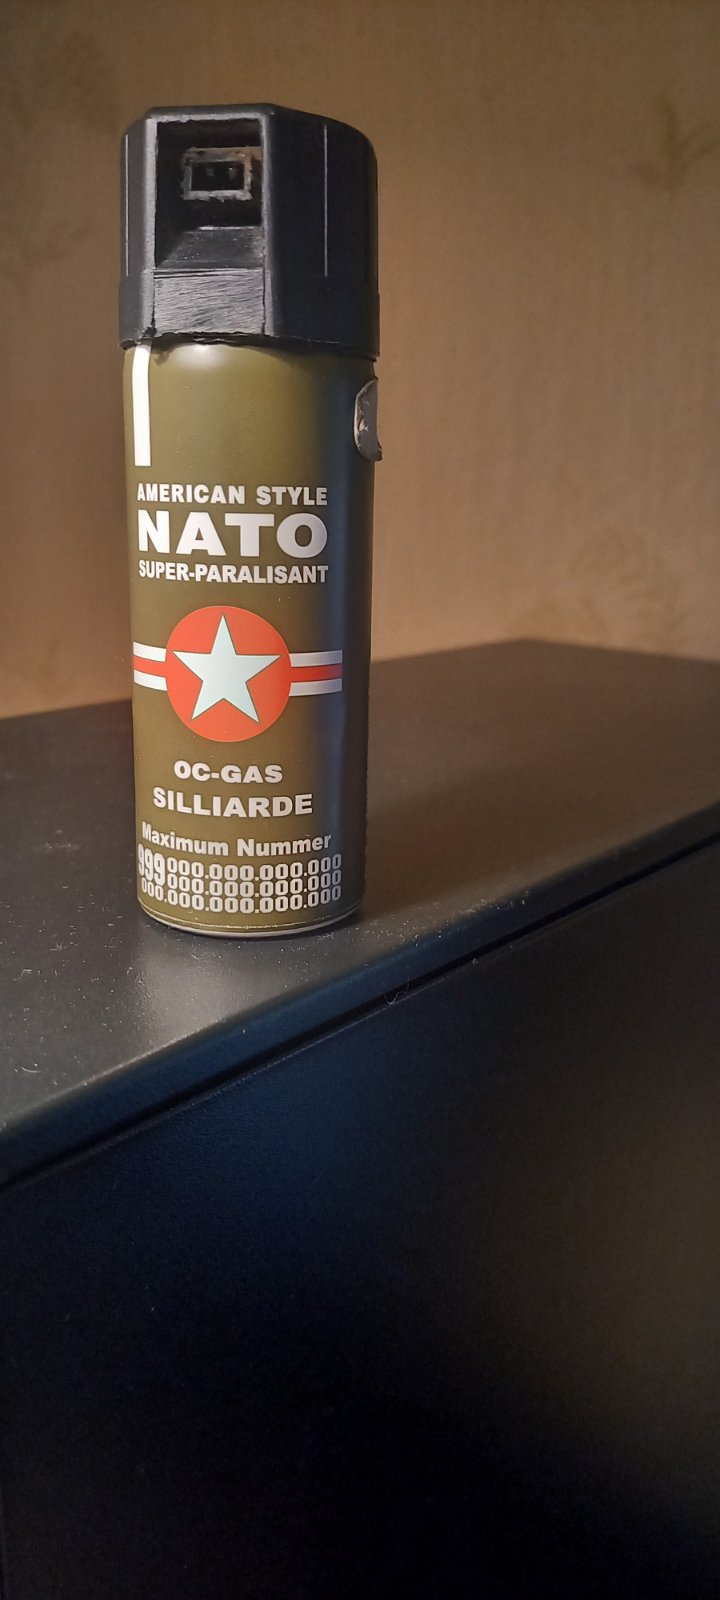 AMERICAN STYLE
NATO
SUPER-PARALISANT
OC-GAS
SILLIARDE
Maximum Nummer
999 000.000.000.000
000.000.000.000
000.000.000.000.000